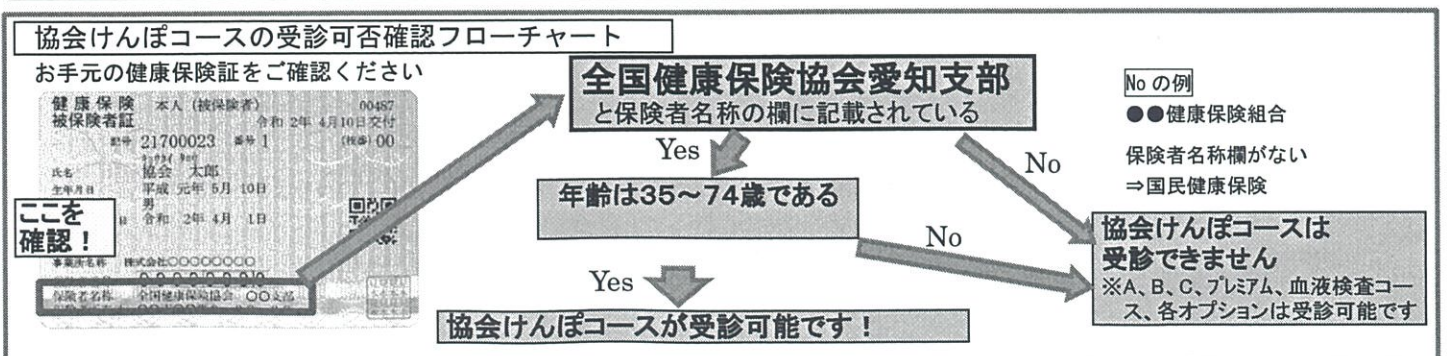 協会けんぽコースの受診可否確認フローチャート
お手元の健康保険証をご確認ください
健康保険 本人（被保険者） 00487
被保険者証 令和 2年 4月10日交付
記号 21700023 番号 1 (枝番) 00
氏名 協会 太郎
生年月日 平成 元年 5月 10日
男
令和 2年 4月 1日
ここを
確認！
事業所名称 株式会社○○○○○○○○
保険者名称 全国健康保険協会 ○○支部
全国健康保険協会愛知支部
と保険者名称の欄に記載されている
Yes
No
年齢は35～74歳である
No
Yes
協会けんぽコースが受診可能です！
Noの例
●●健康保険組合
保険者名称欄がない
⇒国民健康保険
協会けんぽコースは
受診できません
※A、B、C、プレミアム、血液検査コー
ス、各オプションは受診可能です